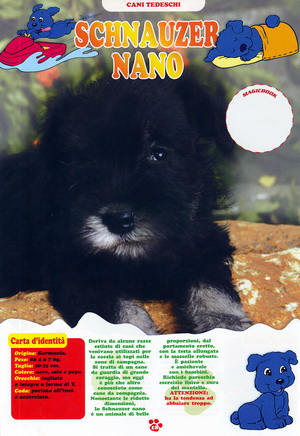 CANI TEDESCHI
SCHNAUZER
NANO
MAGICBOOK
Carta d'identità
Origine: Germania.
Peso: da 4 a 7 kg.
Taglia: 30-35 cm.
Colore: nero, sale e pepe.
Orecchie: tagliate
o integre a forma di V.
Coda: portata all'insù
e accorciata.
Deriva da alcune razze
estinte di cani che
venivano utilizzati per
la caccia ai topi nelle
zone di campagna.
Si tratta di un cane
da guardia di grande
coraggio, ma oggi
è più che altro
conosciuto come
cane da compagnia.
Nonostante le ridotte
dimensioni,
lo Schnauzer nano
è un animale di belle
proporzioni, dal
portamento eretto,
con la testa allungata
e le mascelle robuste.
È paziente
e amichevole
con i bambini.
Richiede parecchio
esercizio fisico e cura
del mantello.
ATTENZIONE:
ha la tendenza ad
abbaiare troppo.